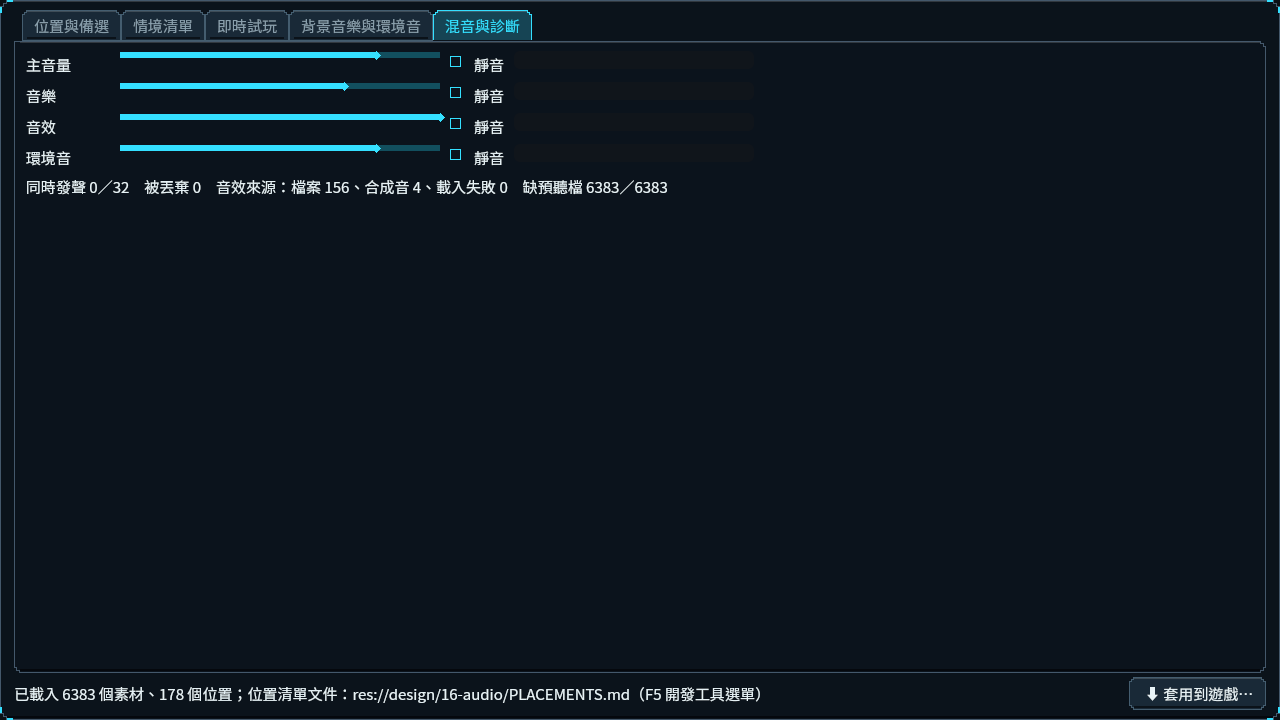 位置與備選 情境清單 即時試玩 背景音樂與環境音 混音與診斷
主音量 靜音
音樂 靜音
音效 靜音
環境音 靜音
同時發聲 0／32 被丟棄 0 音效來源：檔案 156、合成音 4、載入失敗 0 缺預聽檔 6383／6383
已載入 6383 個素材、178 個位置；位置清單文件：res://design/16-audio/PLACEMENTS.md（F5 開發工具選單） ⬇ 套用到遊戲…